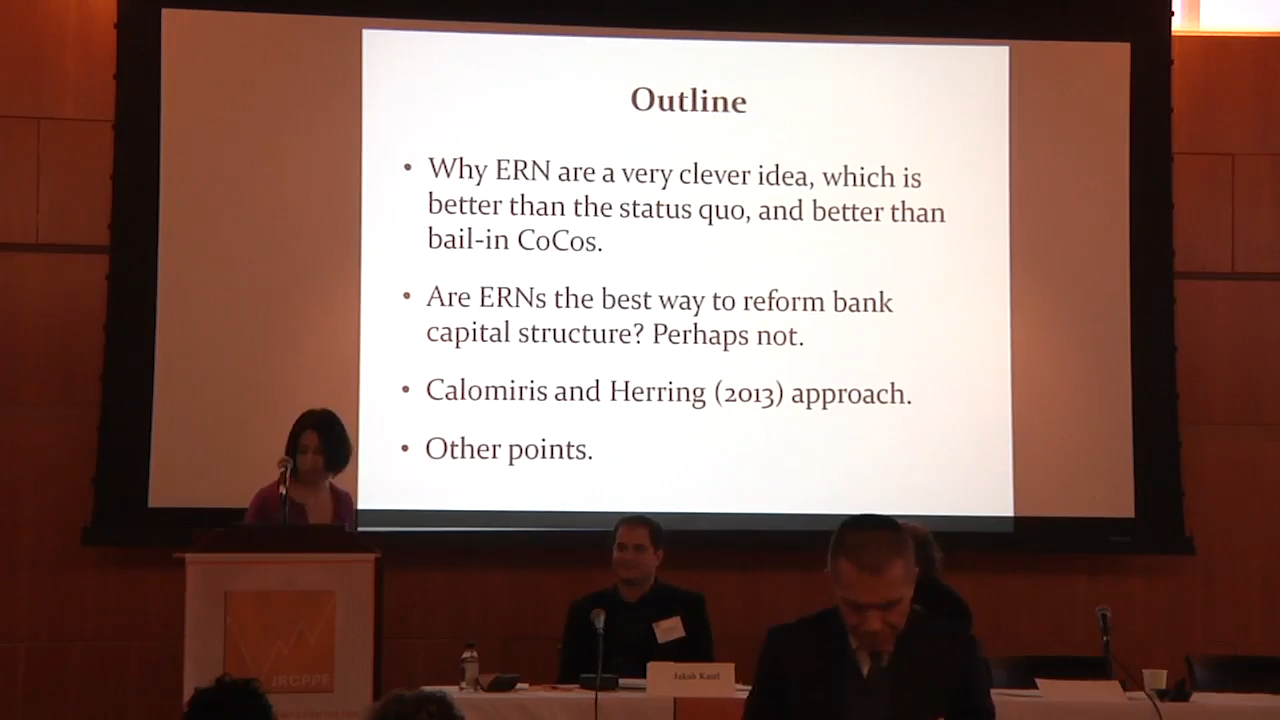 Outline
• Why ERN are a very clever idea, which is
better than the status quo, and better than
bail-in CoCos.
• Are ERNs the best way to reform bank
capital structure? Perhaps not.
• Calomiris and Herring (2013) approach.
• Other points.
JRCPPF